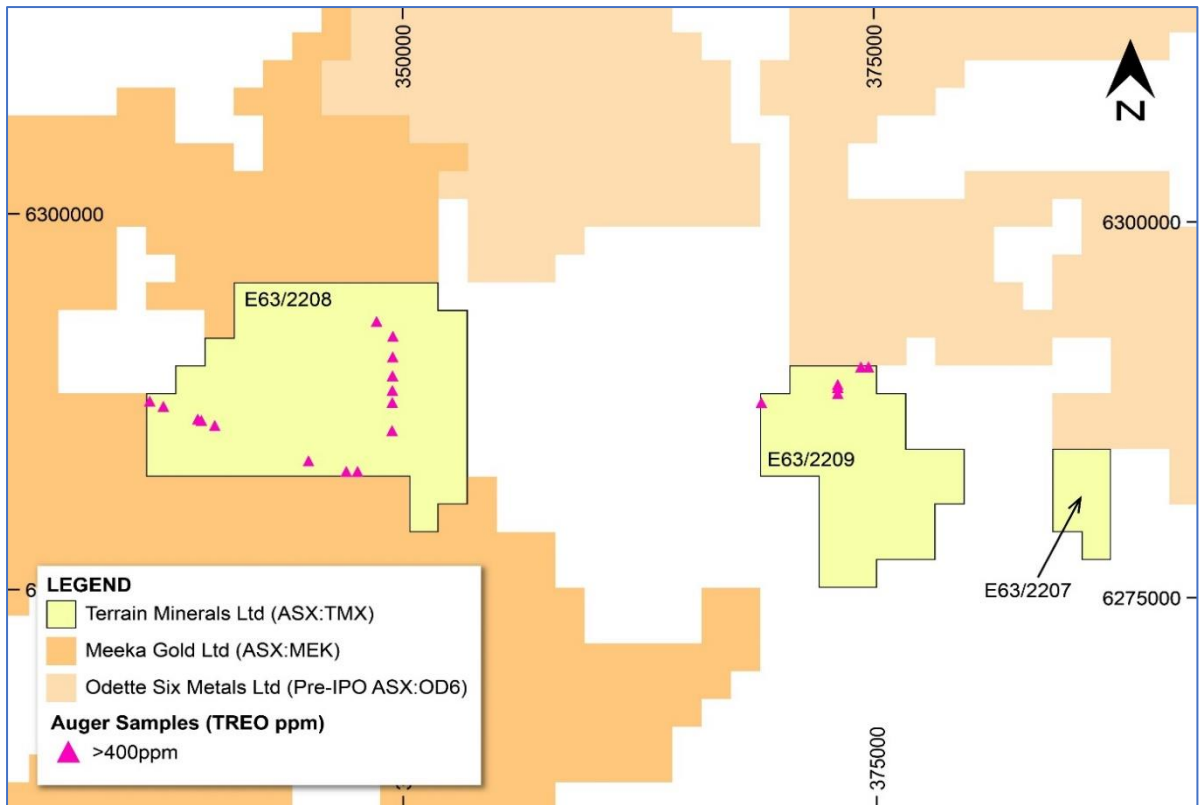 350000
375000
N
6300000
6300000
E63/2208
E63/2209
E63/2207
6275000
LEGEND
Terrain Minerals Ltd (ASX:TMX)
Meeka Gold Ltd (ASX:MEK)
Odette Six Metals Ltd (Pre-IPO ASX:OD6)
Auger Samples (TREO ppm)
>400ppm
375000